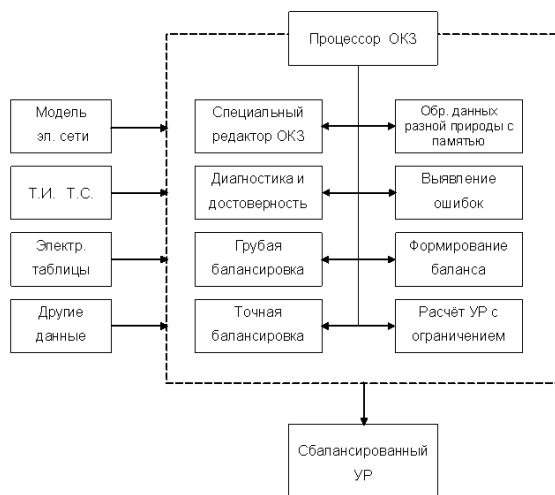 Процессор ОКЗ
Модель
эл. сети
Специальный
редактор ОКЗ
Обр. данных
разной природы с
памятью
Т.И. Т.С.
Диагностика и
достоверность
Выявление
ошибок
Электр.
таблицы
Грубая
балансировка
Формирование
баланса
Другие
данные
Точная
балансировка
Расчёт УР с
ограничением
Сбалансированный
УР